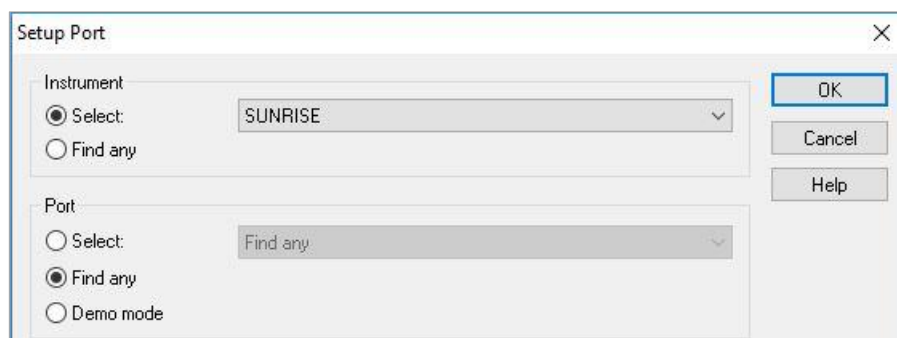 Setup Port
Instrument
Select: SUNRISE
Find any
OK
Cancel
Help
Port
Select: Find any
Find any
Demo mode